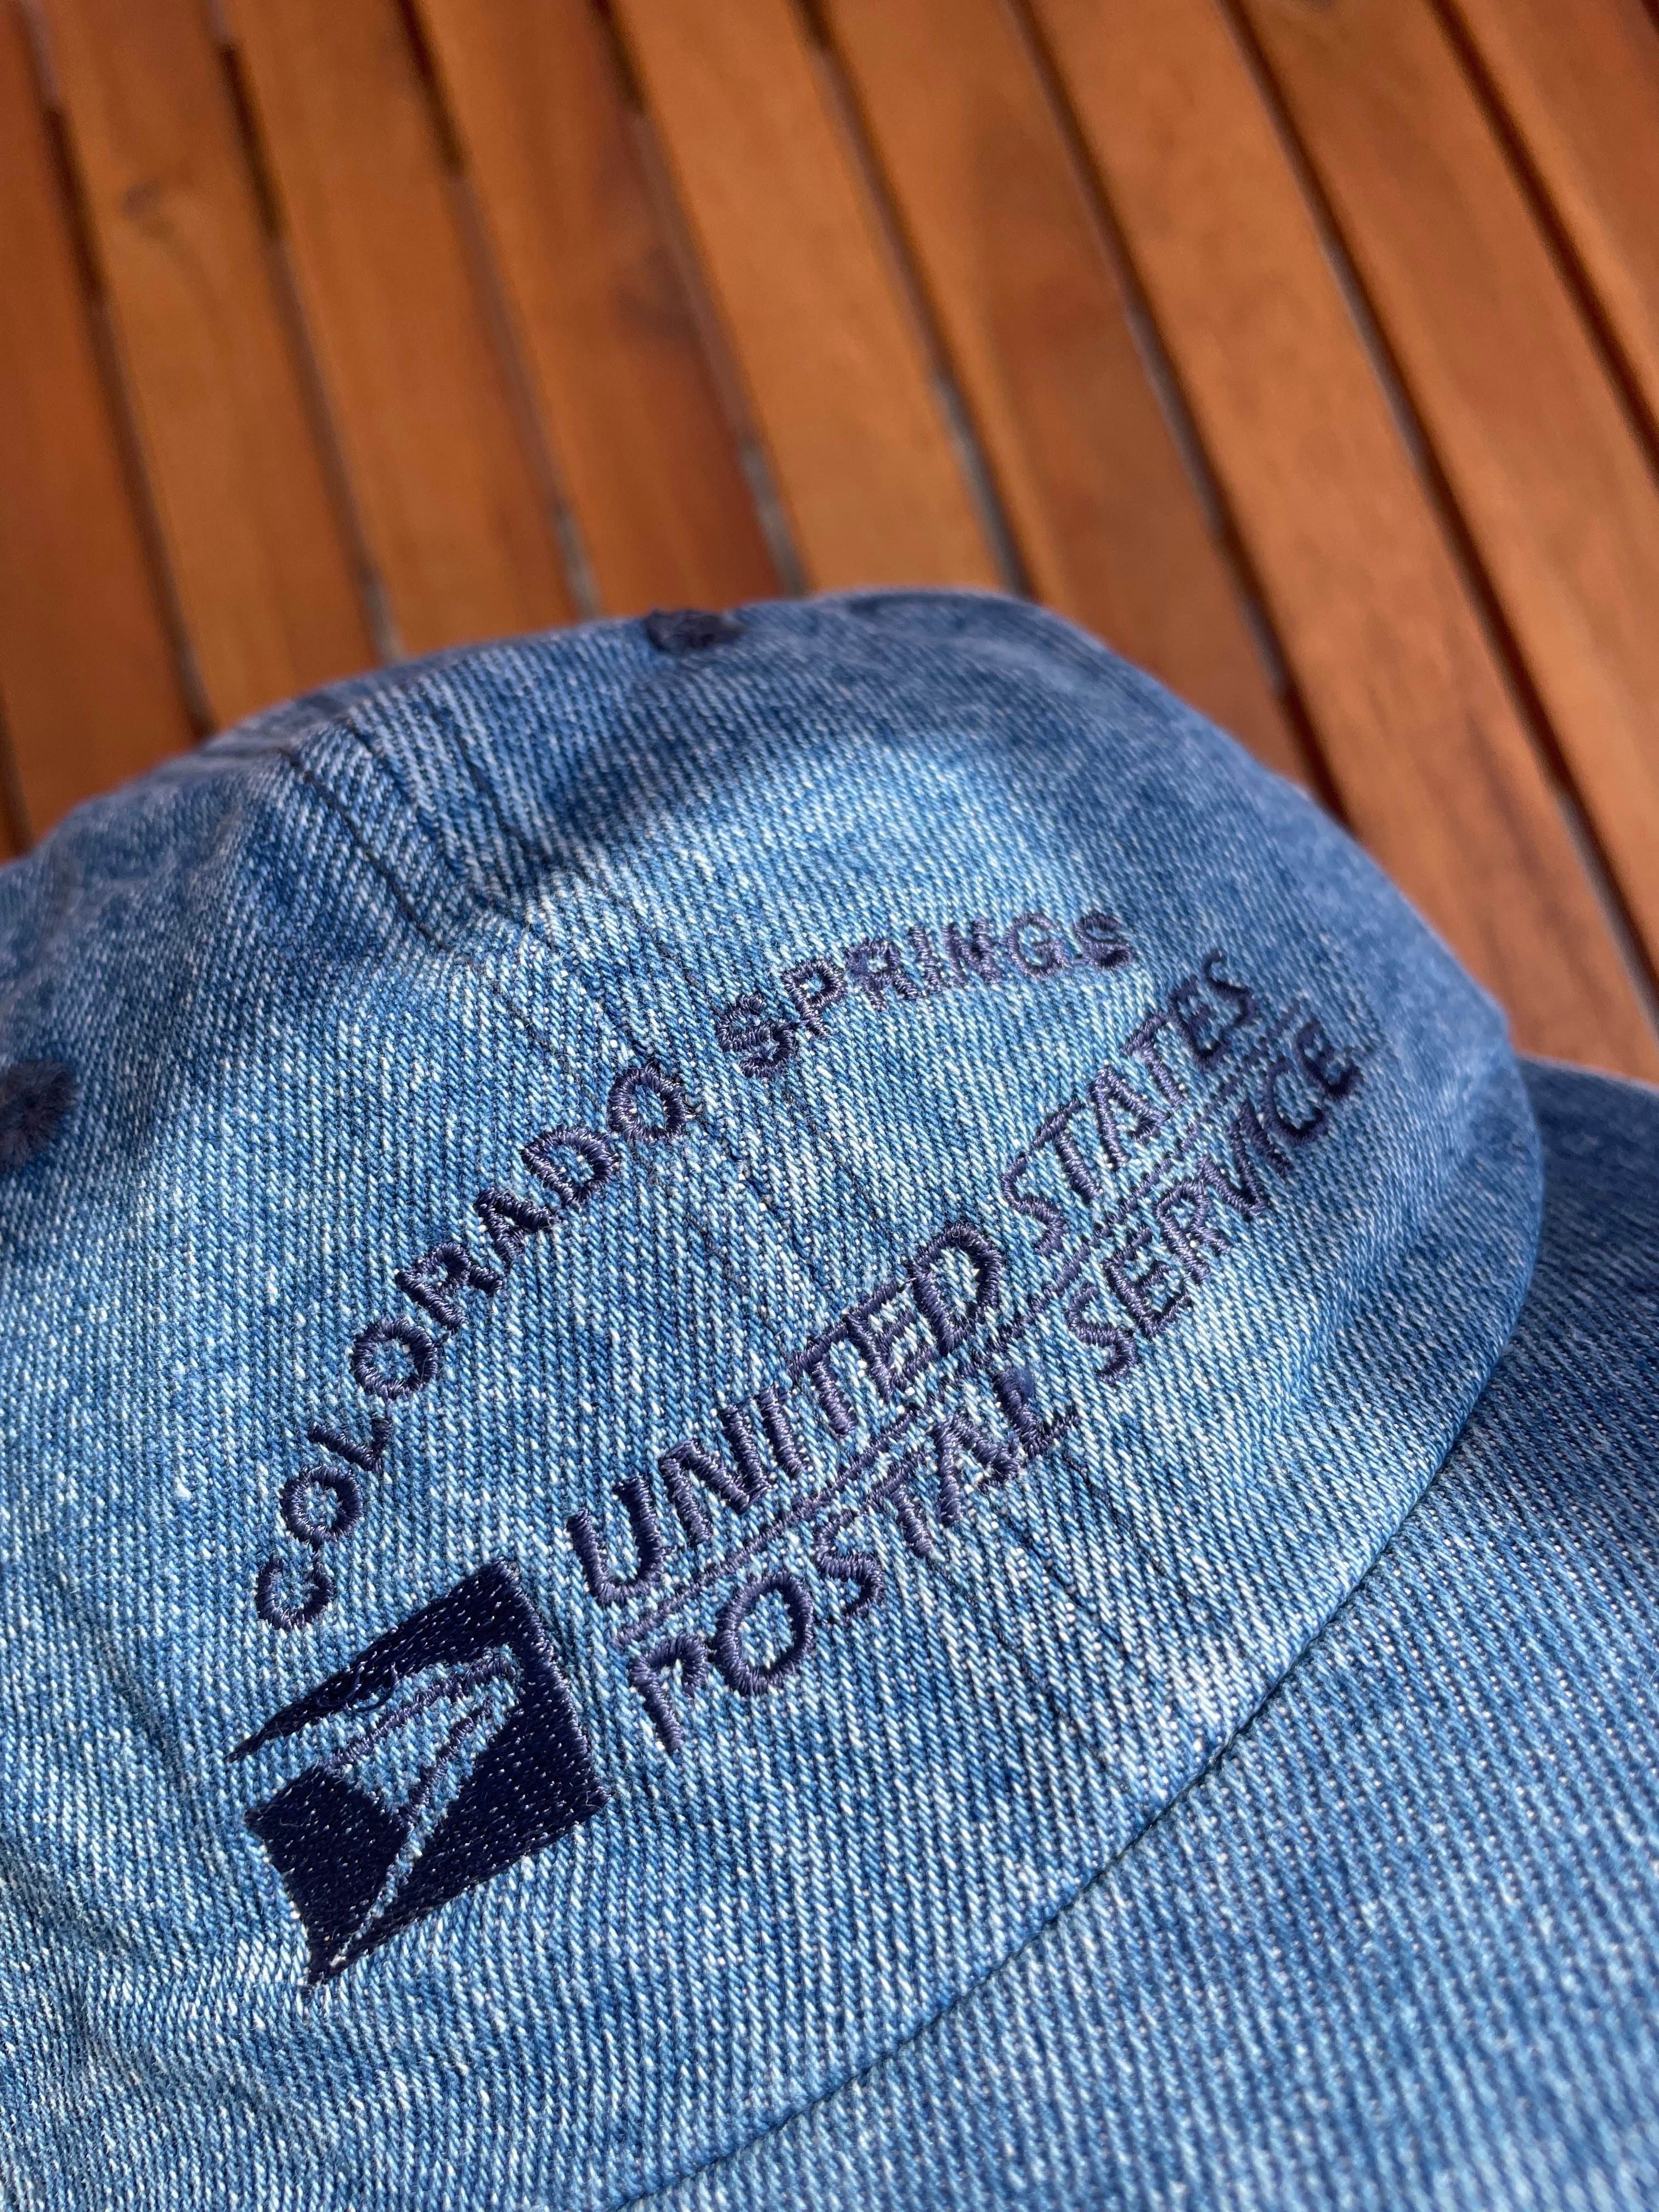 COLORADO SPRINGS
UNITED STATES
POSTAL SERVICE